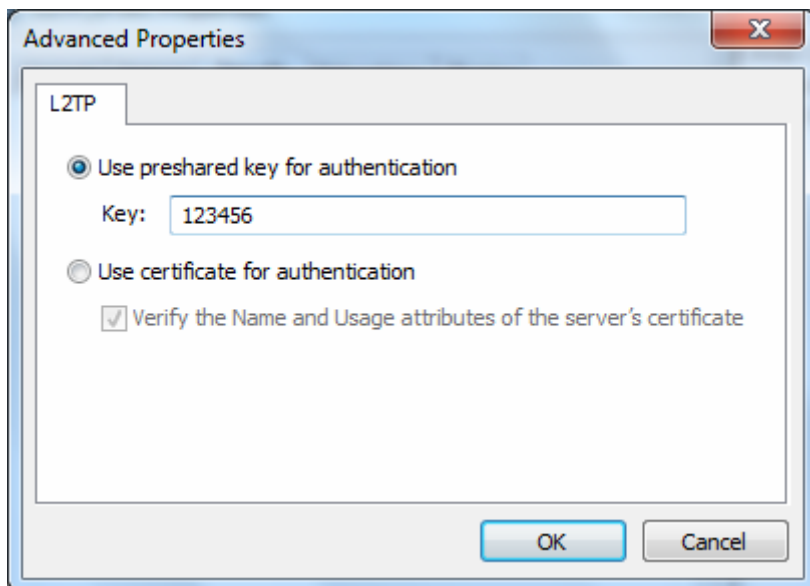 Advanced Properties
L2TP
Use preshared key for authentication
Key: 123456
Use certificate for authentication
Verify the Name and Usage attributes of the server's certificate
OK Cancel